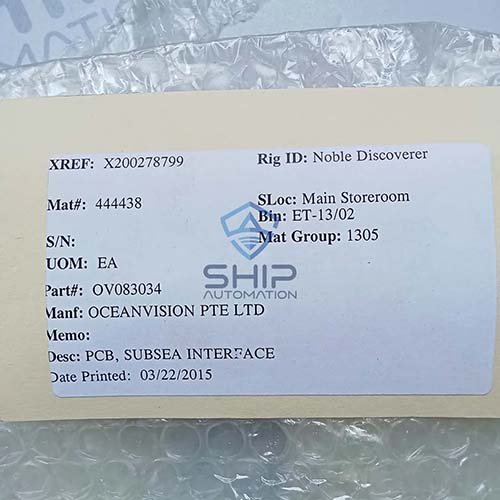 AUTOMATION
XREF: X200278799
Rig ID: Noble Discoverer
Mat#: 444438
SLoc: Main Storeroom
Bin: ET-13/02
S/N:
Mat Group: 1305
UOM: EA
SHIP
AUTOMATION
Part#: OV083034
Manf: OCEANVISION PTE LTD
Memo:
Desc: PCB, SUBSEA INTERFACE
Date Printed: 03/22/2015